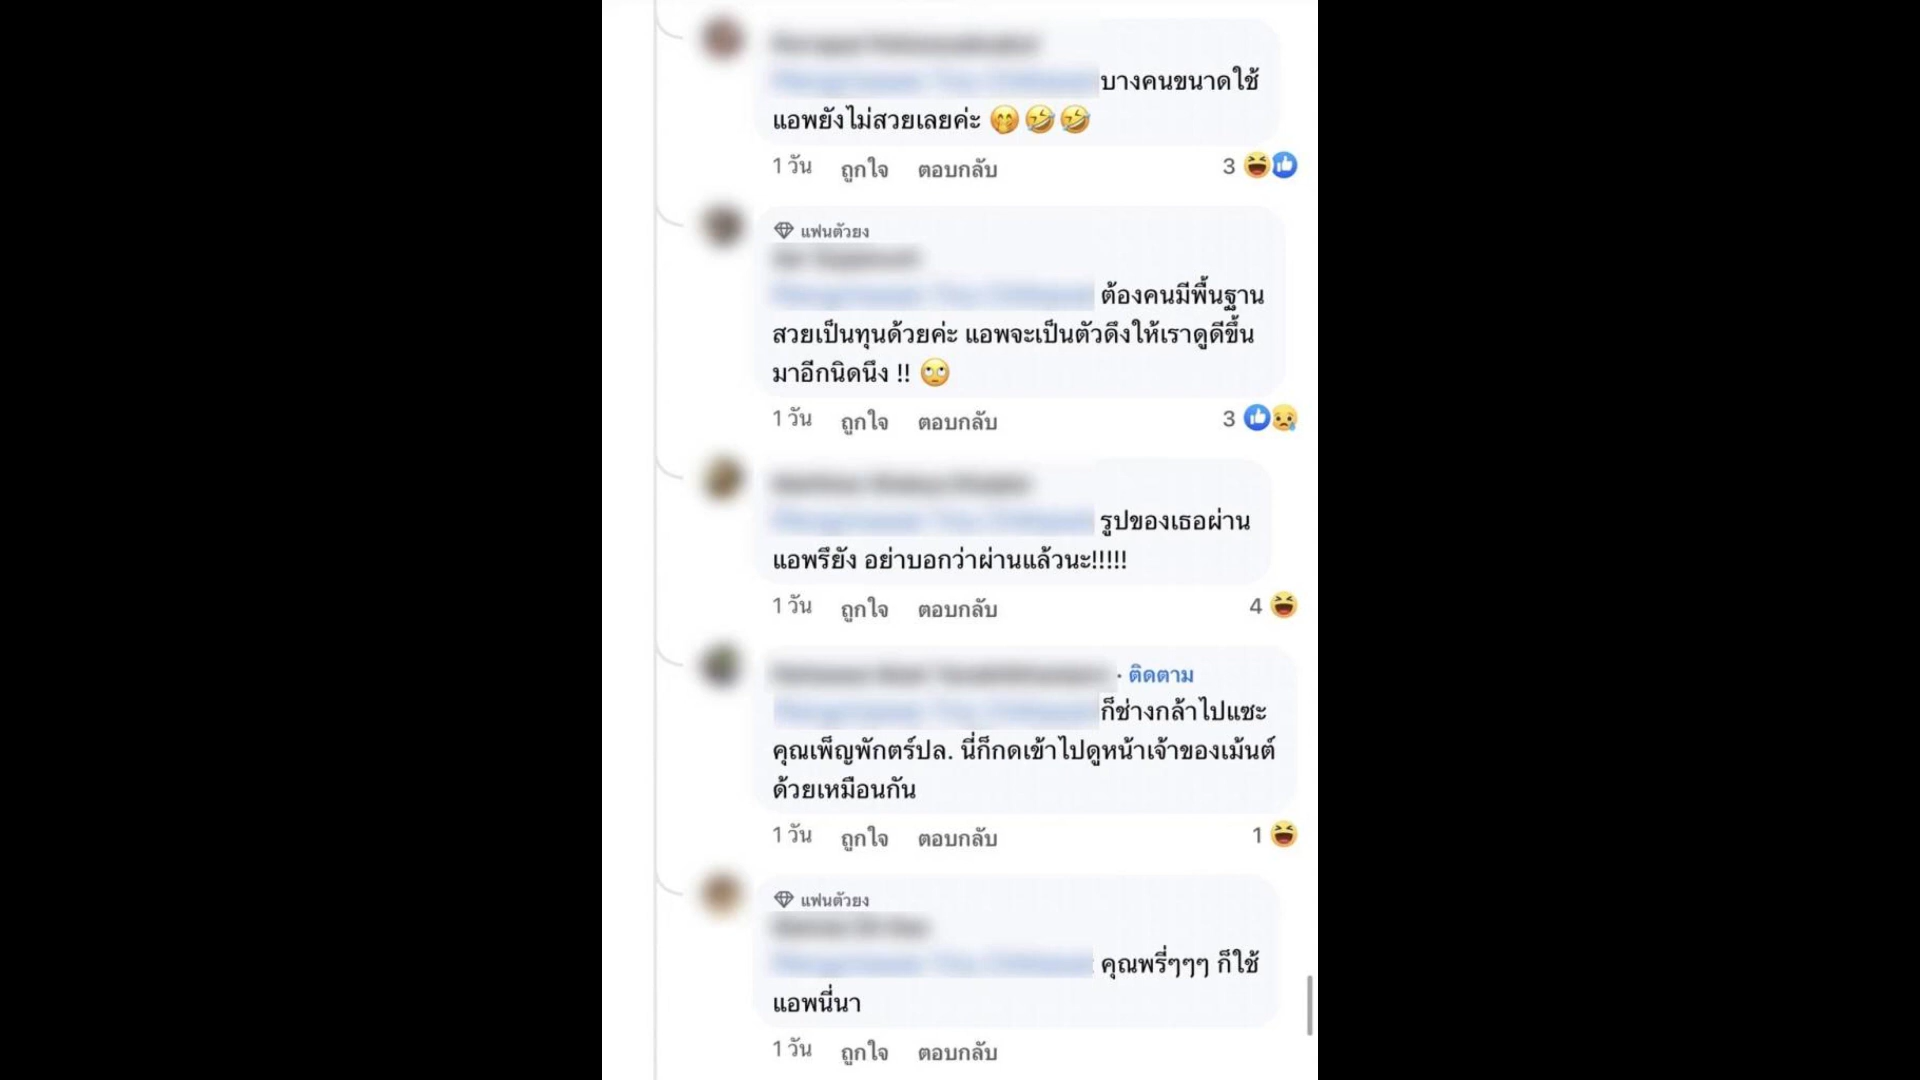 บางคนขนาดใช้
แอพยังไม่สวยเลยค่ะ 🤭🤣🤣
1 วัน ถูกใจ ตอบกลับ 3
แฟนตัวยง
ต้องคนมีพื้นฐาน
สวยเป็นทุนด้วยค่ะ แอพจะเป็นตัวดึงให้เราดูดีขึ้น
มาอีกนิดนึง !! 🙄
1 วัน ถูกใจ ตอบกลับ 3
รูปของเธอผ่าน
แอพรึยัง อย่าบอกว่าผ่านแล้วนะ!!!!!
1 วัน ถูกใจ ตอบกลับ 4
· ติดตาม
ก็ช่างกล้าไปแซะ
คุณเพ็ญพักตร์ปล. นี่ก็กดเข้าไปดูหน้าเจ้าของเม้นต์
ด้วยเหมือนกัน
1 วัน ถูกใจ ตอบกลับ 1
แฟนตัวยง
คุณพรี่ๆๆๆ ก็ใช้
แอพนี่นา
1 วัน ถูกใจ ตอบกลับ